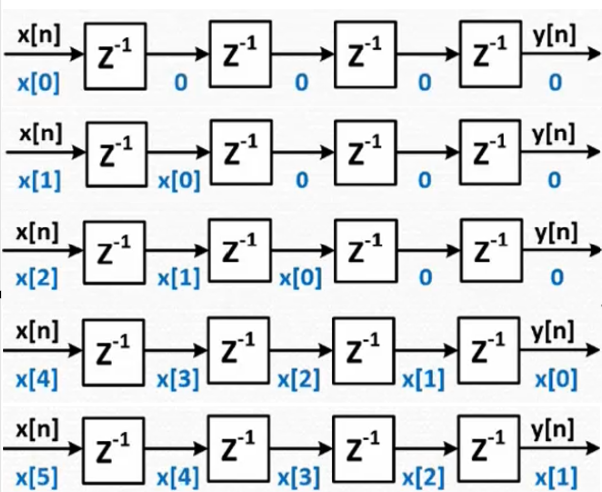 x[n] Z⁻¹ Z⁻¹ Z⁻¹ Z⁻¹ y[n]
x[0] 0 0 0 0
x[n] Z⁻¹ Z⁻¹ Z⁻¹ Z⁻¹ y[n]
x[1] x[0] 0 0 0
x[n] Z⁻¹ Z⁻¹ Z⁻¹ Z⁻¹ y[n]
x[2] x[1] x[0] 0 0
x[n] Z⁻¹ Z⁻¹ Z⁻¹ Z⁻¹ y[n]
x[4] x[3] x[2] x[1] x[0]
x[n] Z⁻¹ Z⁻¹ Z⁻¹ Z⁻¹ y[n]
x[5] x[4] x[3] x[2] x[1]